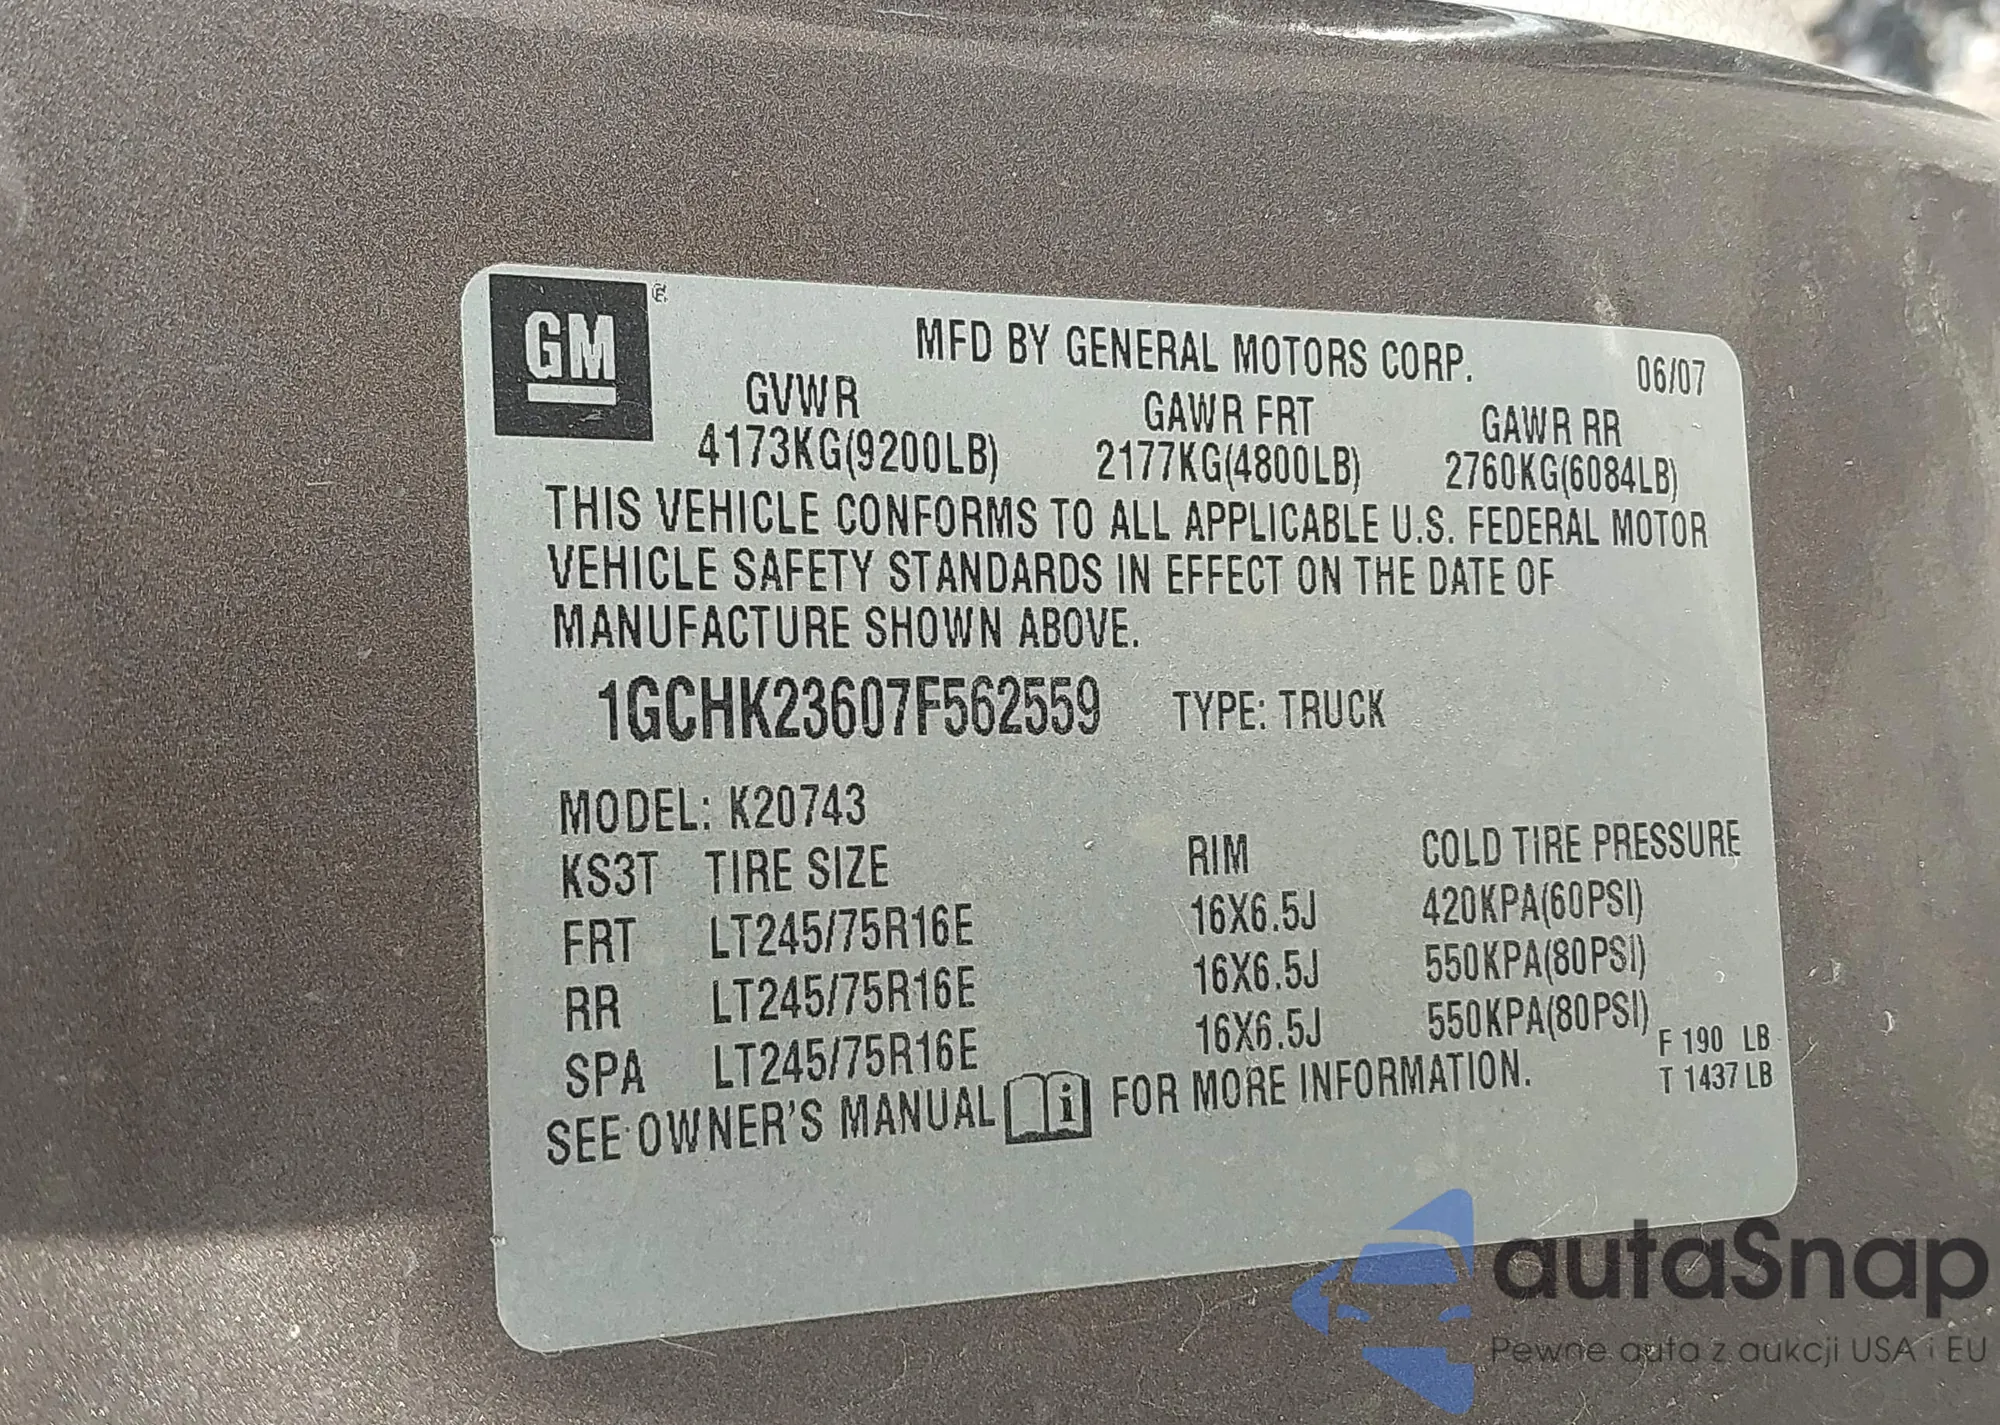 GM
MFD BY GENERAL MOTORS CORP. 06/07
GVWR GAWR FRT GAWR RR
4173KG(9200LB) 2177KG(4800LB) 2760KG(6084LB)
THIS VEHICLE CONFORMS TO ALL APPLICABLE U.S. FEDERAL MOTOR
VEHICLE SAFETY STANDARDS IN EFFECT ON THE DATE OF
MANUFACTURE SHOWN ABOVE.
1GCHK23607F562559 TYPE: TRUCK
MODEL: K20743
KS3T TIRE SIZE RIM COLD TIRE PRESSURE
FRT LT245/75R16E 16X6.5J 420KPA(60PSI)
RR LT245/75R16E 16X6.5J 550KPA(80PSI)
SPA LT245/75R16E 16X6.5J 550KPA(80PSI)
F 190 LB
SEE OWNER'S MANUAL i FOR MORE INFORMATION. T 1437 LB
autaSnap
Pewne auta z aukcji USA i EU